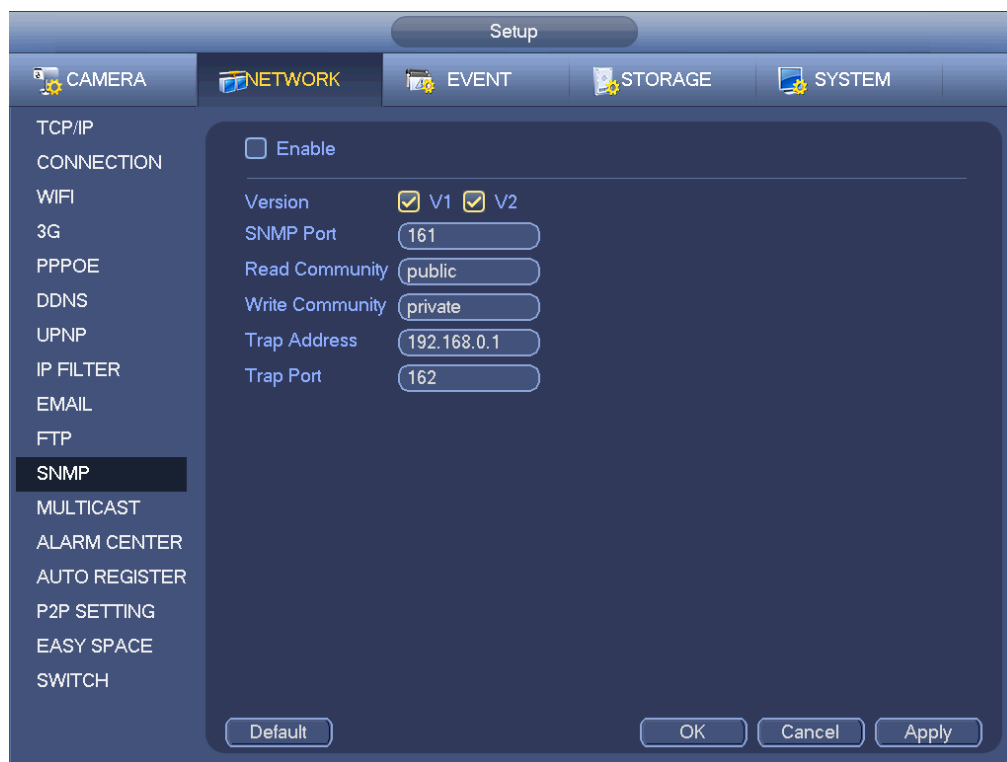 Setup
CAMERA NETWORK EVENT STORAGE SYSTEM
TCP/IP
CONNECTION
WIFI
3G
PPPOE
DDNS
UPNP
IP FILTER
EMAIL
FTP
SNMP
MULTICAST
ALARM CENTER
AUTO REGISTER
P2P SETTING
EASY SPACE
SWITCH
Enable
Version V1 V2
SNMP Port 161
Read Community public
Write Community private
Trap Address 192.168.0.1
Trap Port 162
Default OK Cancel Apply